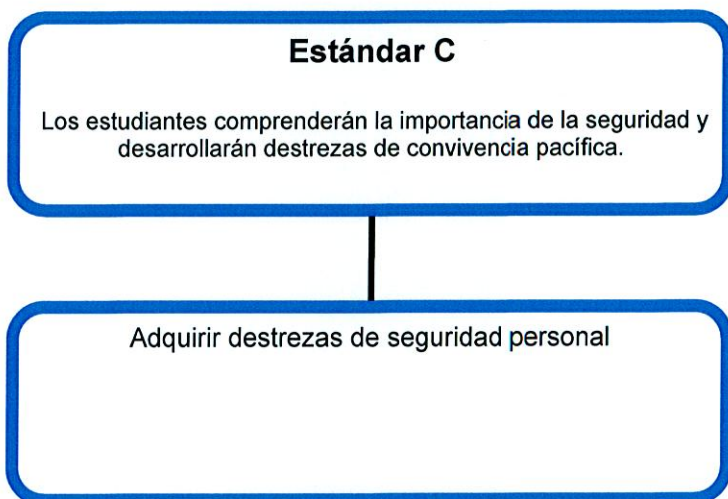 Estándar C
Los estudiantes comprenderán la importancia de la seguridad y
desarrollarán destrezas de convivencia pacífica.
Adquirir destrezas de seguridad personal